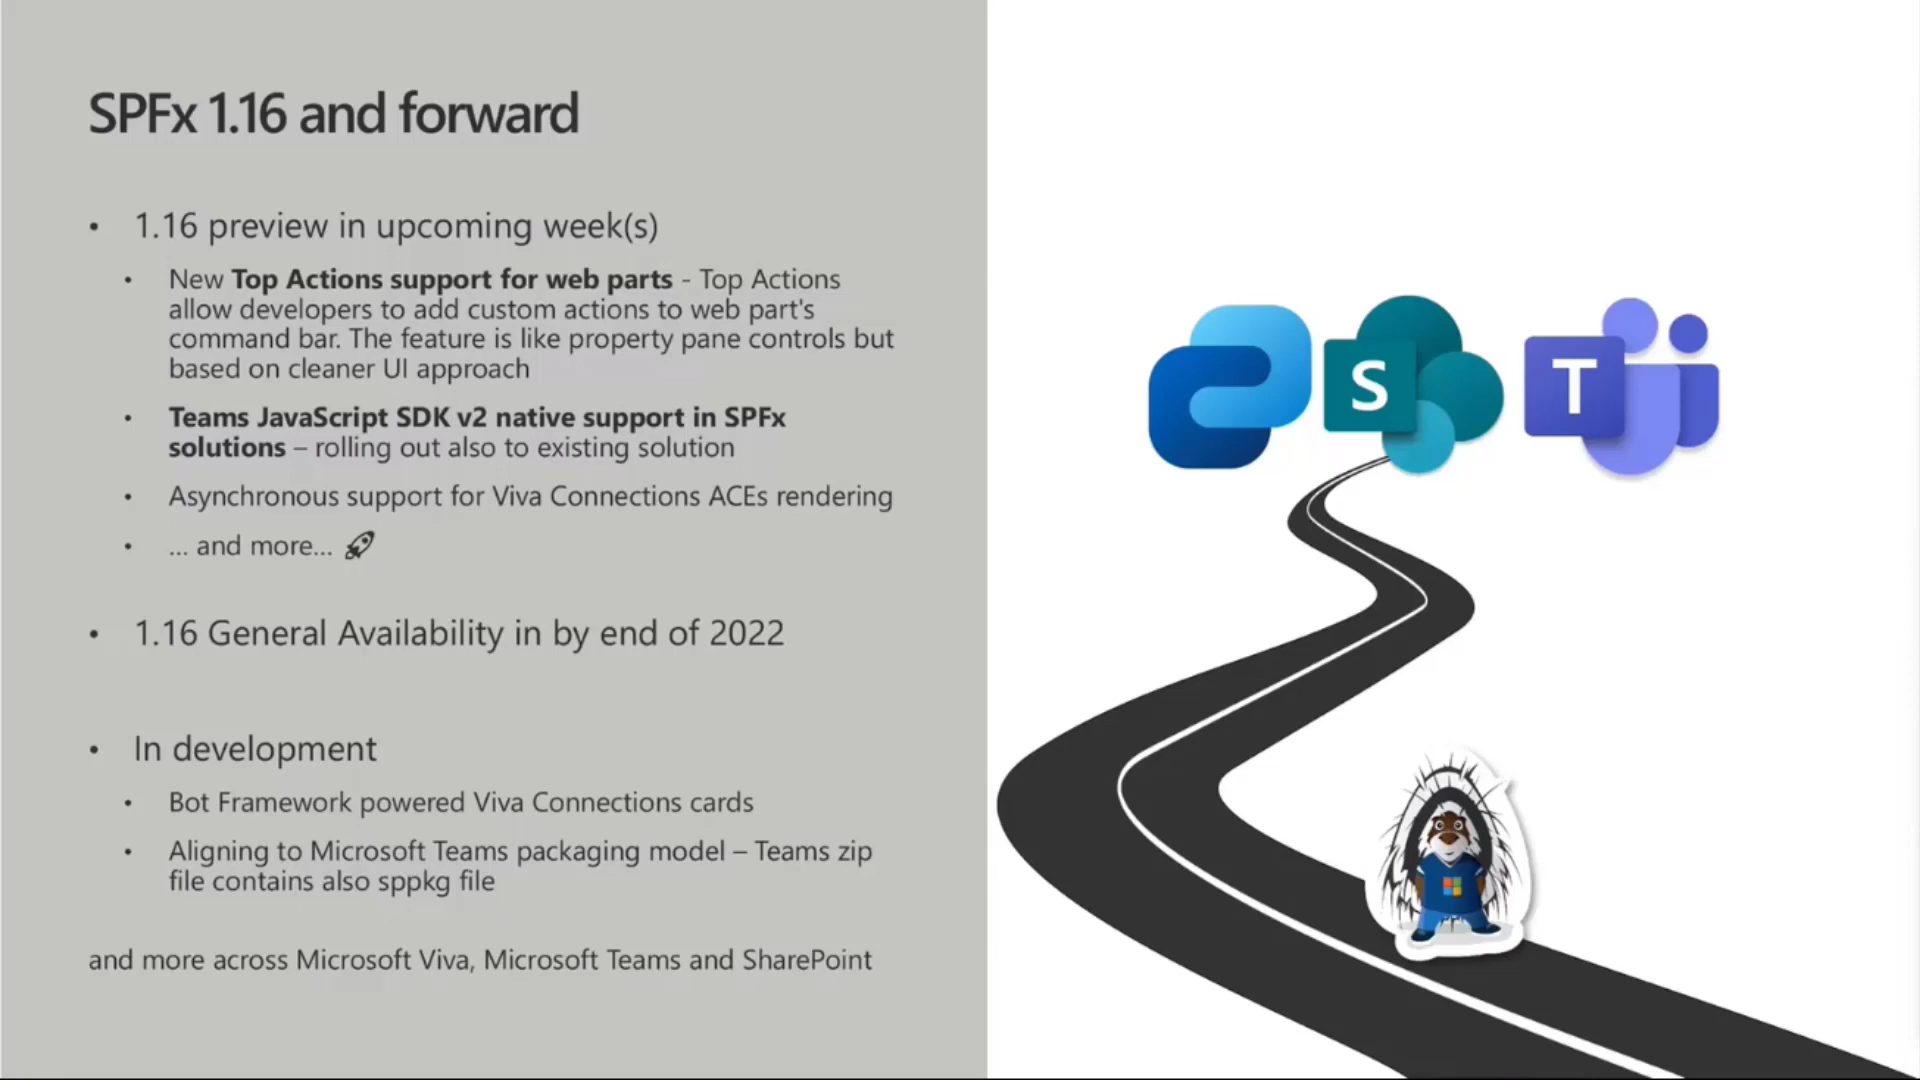 SPFx 1.16 and forward
• 1.16 preview in upcoming week(s)
• New Top Actions support for web parts - Top Actions
allow developers to add custom actions to web part's
command bar. The feature is like property pane controls but
based on cleaner UI approach
• Teams JavaScript SDK v2 native support in SPFx
solutions – rolling out also to existing solution
• Asynchronous support for Viva Connections ACEs rendering
• ... and more... 🚀
• 1.16 General Availability in by end of 2022
• In development
• Bot Framework powered Viva Connections cards
• Aligning to Microsoft Teams packaging model – Teams zip
file contains also sppkg file
and more across Microsoft Viva, Microsoft Teams and SharePoint
S
T